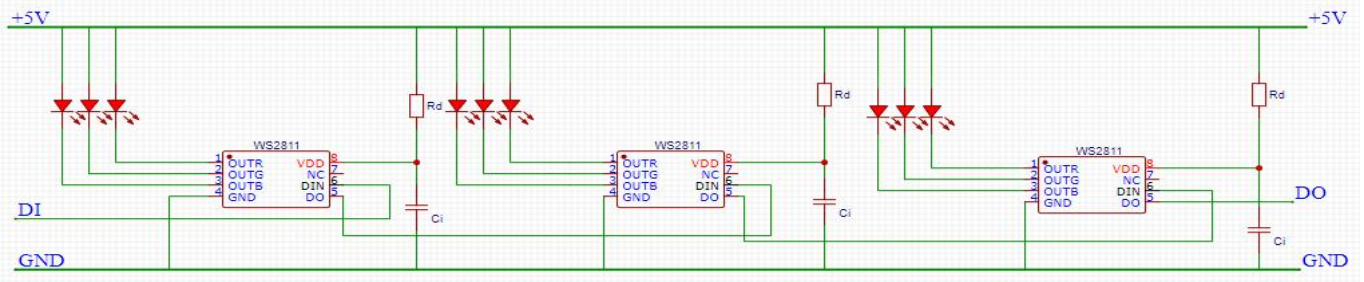 +5V +5V
WS2811 Rd WS2811 Rd WS2811 Rd
1 OUTR VDD 8 1 OUTR VDD 8 1 OUTR VDD 8
2 OUTG NC 7 2 OUTG NC 7 2 OUTG NC 7
3 OUTB DIN 6 3 OUTB DIN 6 3 OUTB DIN 6
4 GND DO 5 4 GND DO 5 4 GND DO 5
DI Ci Ci Ci DO
GND GND